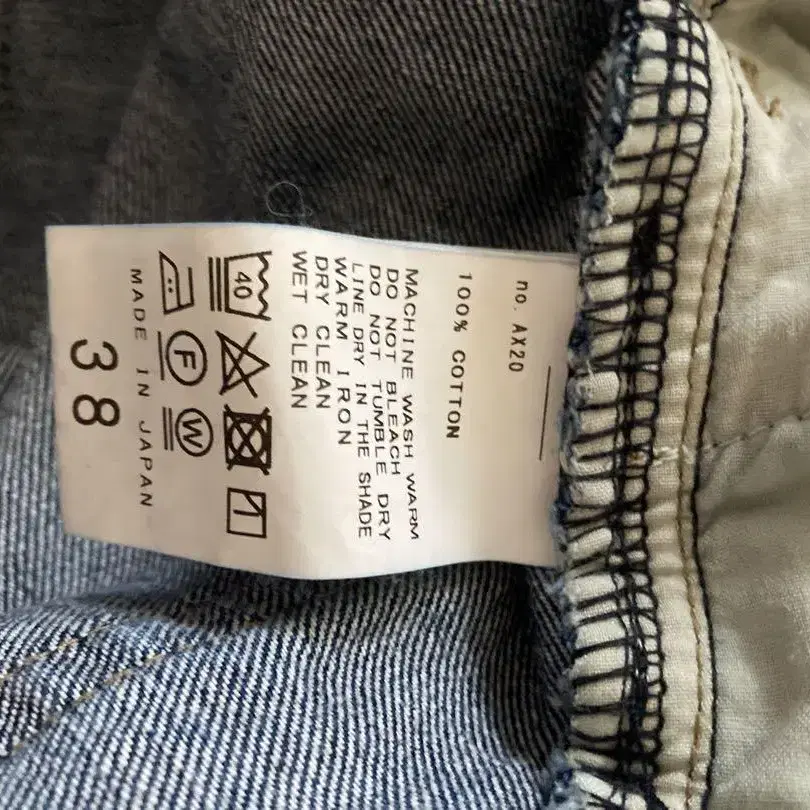 no. AX20
100% COTTON
MACHINE WASH WARM
DO NOT BLEACH
DO NOT TUMBLE DRY
LINE DRY IN THE SHADE
WARM IRON
DRY CLEAN
WET CLEAN
40
F W
MADE IN JAPAN
38